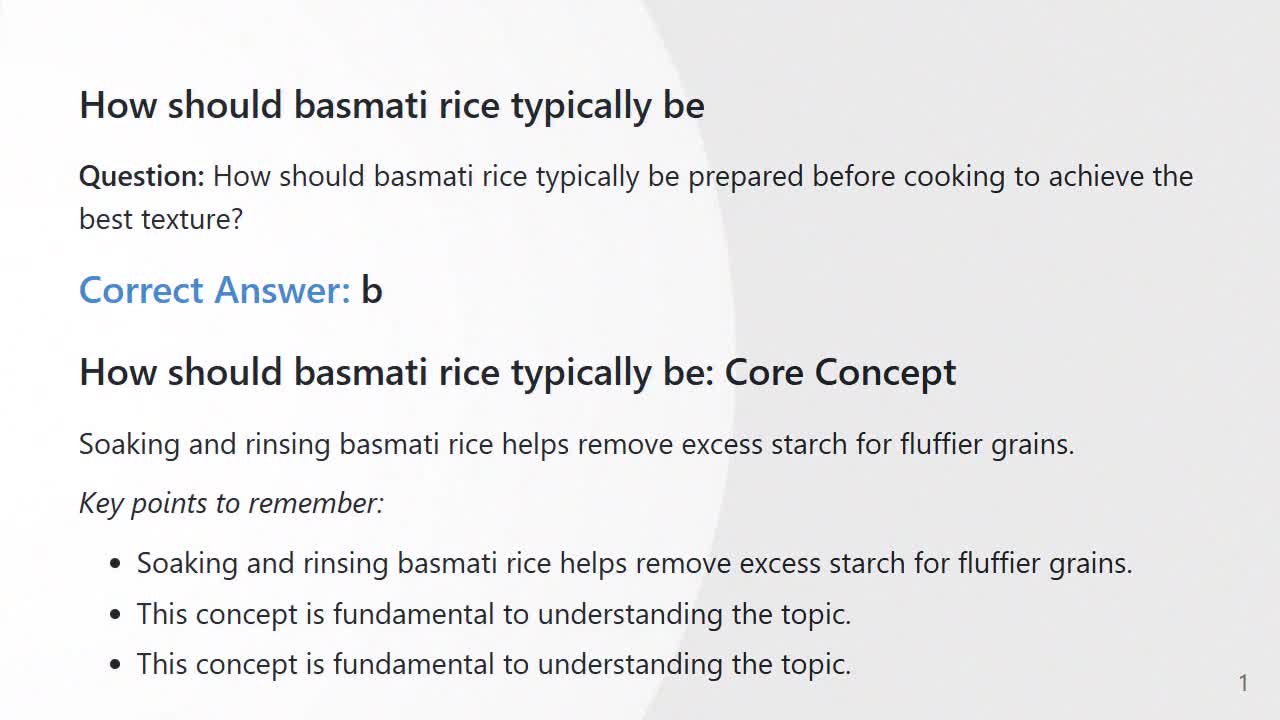 How should basmati rice typically be
Question: How should basmati rice typically be prepared before cooking to achieve the
best texture?
Correct Answer: b
How should basmati rice typically be: Core Concept
Soaking and rinsing basmati rice helps remove excess starch for fluffier grains.
Key points to remember:
• Soaking and rinsing basmati rice helps remove excess starch for fluffier grains.
• This concept is fundamental to understanding the topic.
• This concept is fundamental to understanding the topic.
1